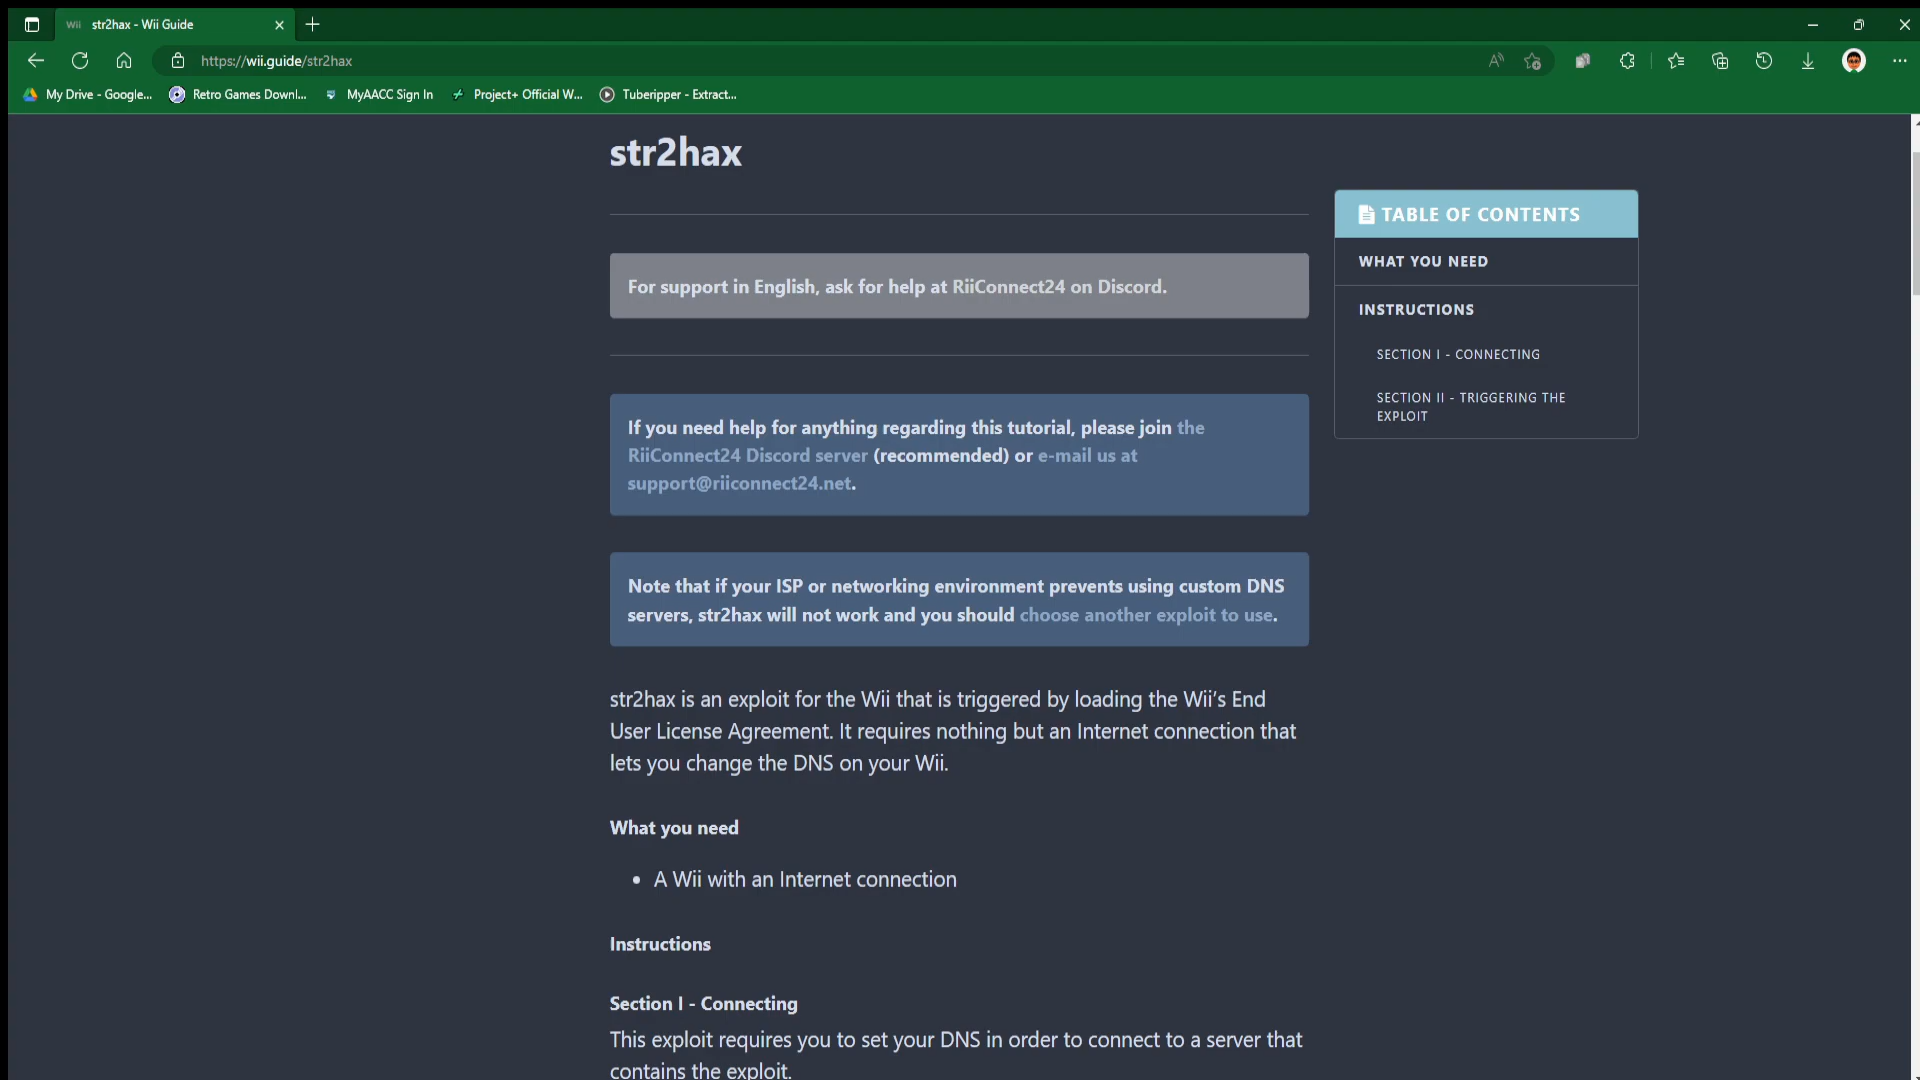 Wii str2hax - Wii Guide
https://wii.guide/str2hax
My Drive - Google... Retro Games Downl... MyAACC Sign In Project+ Official W... Tuberipper - Extract...
str2hax
For support in English, ask for help at RiiConnect24 on Discord.
If you need help for anything regarding this tutorial, please join the
RiiConnect24 Discord server (recommended) or e-mail us at
support@riiconnect24.net.
Note that if your ISP or networking environment prevents using custom DNS
servers, str2hax will not work and you should choose another exploit to use.
str2hax is an exploit for the Wii that is triggered by loading the Wii’s End
User License Agreement. It requires nothing but an Internet connection that
lets you change the DNS on your Wii.
What you need
• A Wii with an Internet connection
Instructions
Section I - Connecting
This exploit requires you to set your DNS in order to connect to a server that
contains the exploit.
TABLE OF CONTENTS
WHAT YOU NEED
INSTRUCTIONS
SECTION I - CONNECTING
SECTION II - TRIGGERING THE
EXPLOIT